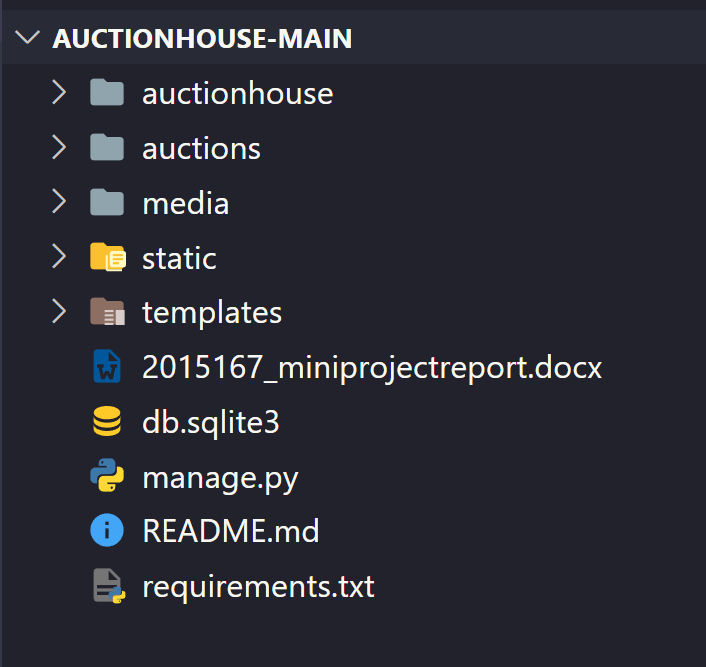 AUCTIONHOUSE-MAIN
auctionhouse
auctions
media
static
templates
2015167_miniprojectreport.docx
db.sqlite3
manage.py
README.md
requirements.txt